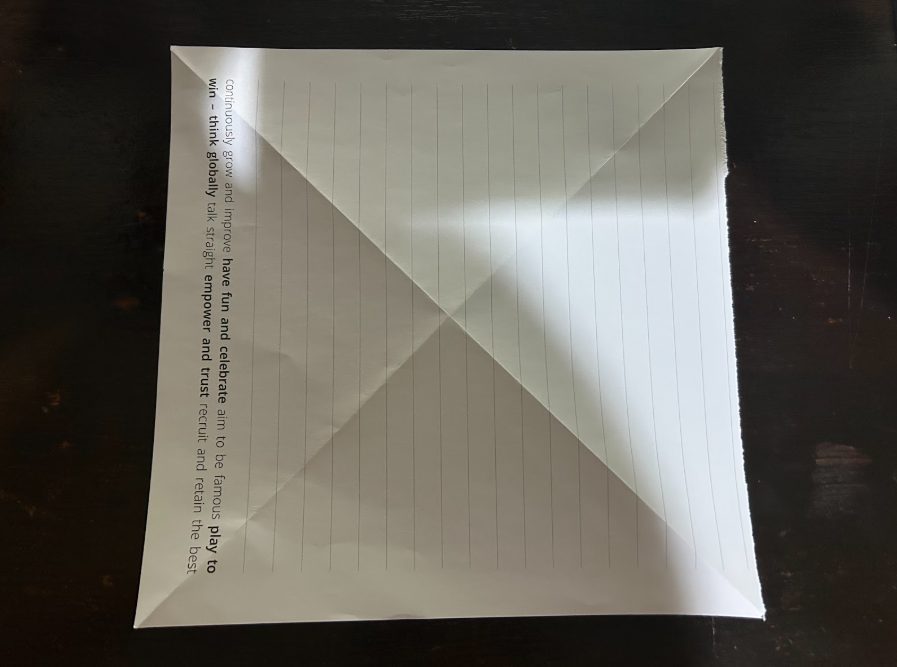 continuously grow and improve have fun and celebrate aim to be famous play to
win – think globally talk straight empower and trust recruit and retain the best